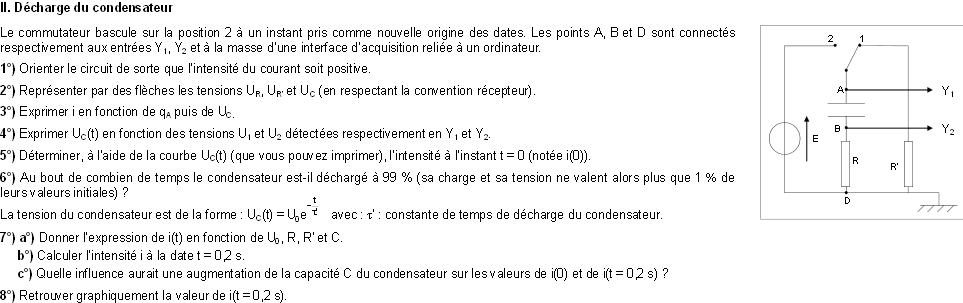 II. Décharge du condensateur
Le commutateur bascule sur la position 2 à un instant pris comme nouvelle origine des dates. Les points A, B et D sont connectés
respectivement aux entrées Y₁, Y₂ et à la masse d'une interface d'acquisition reliée à un ordinateur.
1°) Orienter le circuit de sorte que l'intensité du courant soit positive.
2°) Représenter par des flèches les tensions U_R, U_R' et U_C (en respectant la convention récepteur).
3°) Exprimer i en fonction de q_A puis de U_C.
4°) Exprimer U_C(t) en fonction des tensions U₁ et U₂ détectées respectivement en Y₁ et Y₂.
5°) Déterminer, à l'aide de la courbe U_C(t) (que vous pouvez imprimer), l'intensité à l'instant t = 0 (notée i(0)).
6°) Au bout de combien de temps le condensateur est-il déchargé à 99 % (sa charge et sa tension ne valent alors plus que 1 % de
leurs valeurs initiales) ?
La tension du condensateur est de la forme : U_C(t) = U₀e^(-t/τ') avec : τ' : constante de temps de décharge du condensateur.
7°) a°) Donner l'expression de i(t) en fonction de U₀, R, R' et C.
b°) Calculer l'intensité i à la date t = 0,2 s.
c°) Quelle influence aurait une augmentation de la capacité C du condensateur sur les valeurs de i(0) et de i(t = 0,2 s) ?
8°) Retrouver graphiquement la valeur de i(t = 0,2 s).
2 1
A Y₁
B Y₂
E
R R'
D